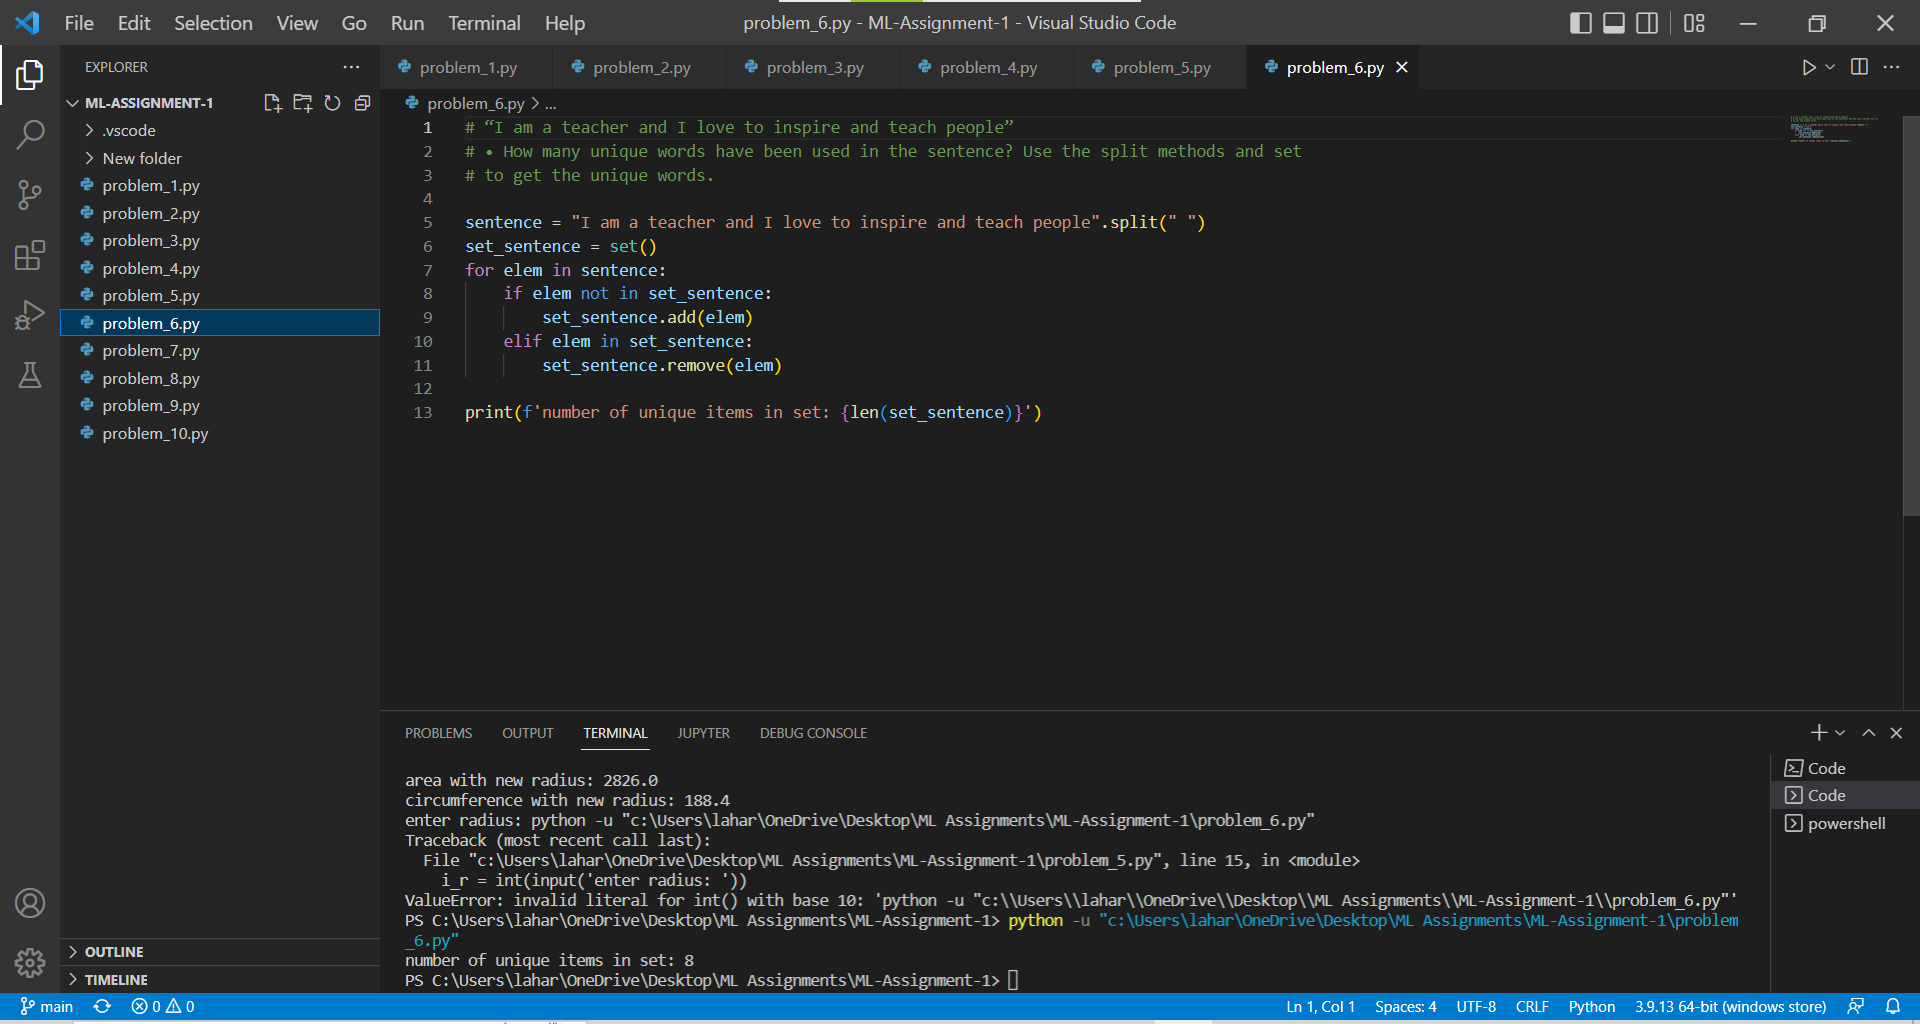 File Edit Selection View Go Run Terminal Help
problem_6.py - ML-Assignment-1 - Visual Studio Code
EXPLORER
ML-ASSIGNMENT-1
.vscode
New folder
problem_1.py
problem_2.py
problem_3.py
problem_4.py
problem_5.py
problem_6.py
problem_7.py
problem_8.py
problem_9.py
problem_10.py
OUTLINE
TIMELINE
problem_1.py problem_2.py problem_3.py problem_4.py problem_5.py problem_6.py
problem_6.py > ...
1 # “I am a teacher and I love to inspire and teach people”
2 # • How many unique words have been used in the sentence? Use the split methods and set
3 # to get the unique words.
4
5 sentence = "I am a teacher and I love to inspire and teach people".split(" ")
6 set_sentence = set()
7 for elem in sentence:
8 if elem not in set_sentence:
9 set_sentence.add(elem)
10 elif elem in set_sentence:
11 set_sentence.remove(elem)
12
13 print(f'number of unique items in set: {len(set_sentence)}')
PROBLEMS OUTPUT TERMINAL JUPYTER DEBUG CONSOLE
area with new radius: 2826.0
circumference with new radius: 188.4
enter radius: python -u "c:\Users\lahar\OneDrive\Desktop\ML Assignments\ML-Assignment-1\problem_6.py"
Traceback (most recent call last):
File "c:\Users\lahar\OneDrive\Desktop\ML Assignments\ML-Assignment-1\problem_5.py", line 15, in <module>
i_r = int(input('enter radius: '))
ValueError: invalid literal for int() with base 10: 'python -u "c:\\Users\\lahar\\OneDrive\\Desktop\\ML Assignments\\ML-Assignment-1\\problem_6.py"'
PS C:\Users\lahar\OneDrive\Desktop\ML Assignments\ML-Assignment-1> python -u "c:\Users\lahar\OneDrive\Desktop\ML Assignments\ML-Assignment-1\problem
_6.py"
number of unique items in set: 8
PS C:\Users\lahar\OneDrive\Desktop\ML Assignments\ML-Assignment-1>
Code
Code
powershell
main 0 0 Ln 1, Col 1 Spaces: 4 UTF-8 CRLF Python 3.9.13 64-bit (windows store)